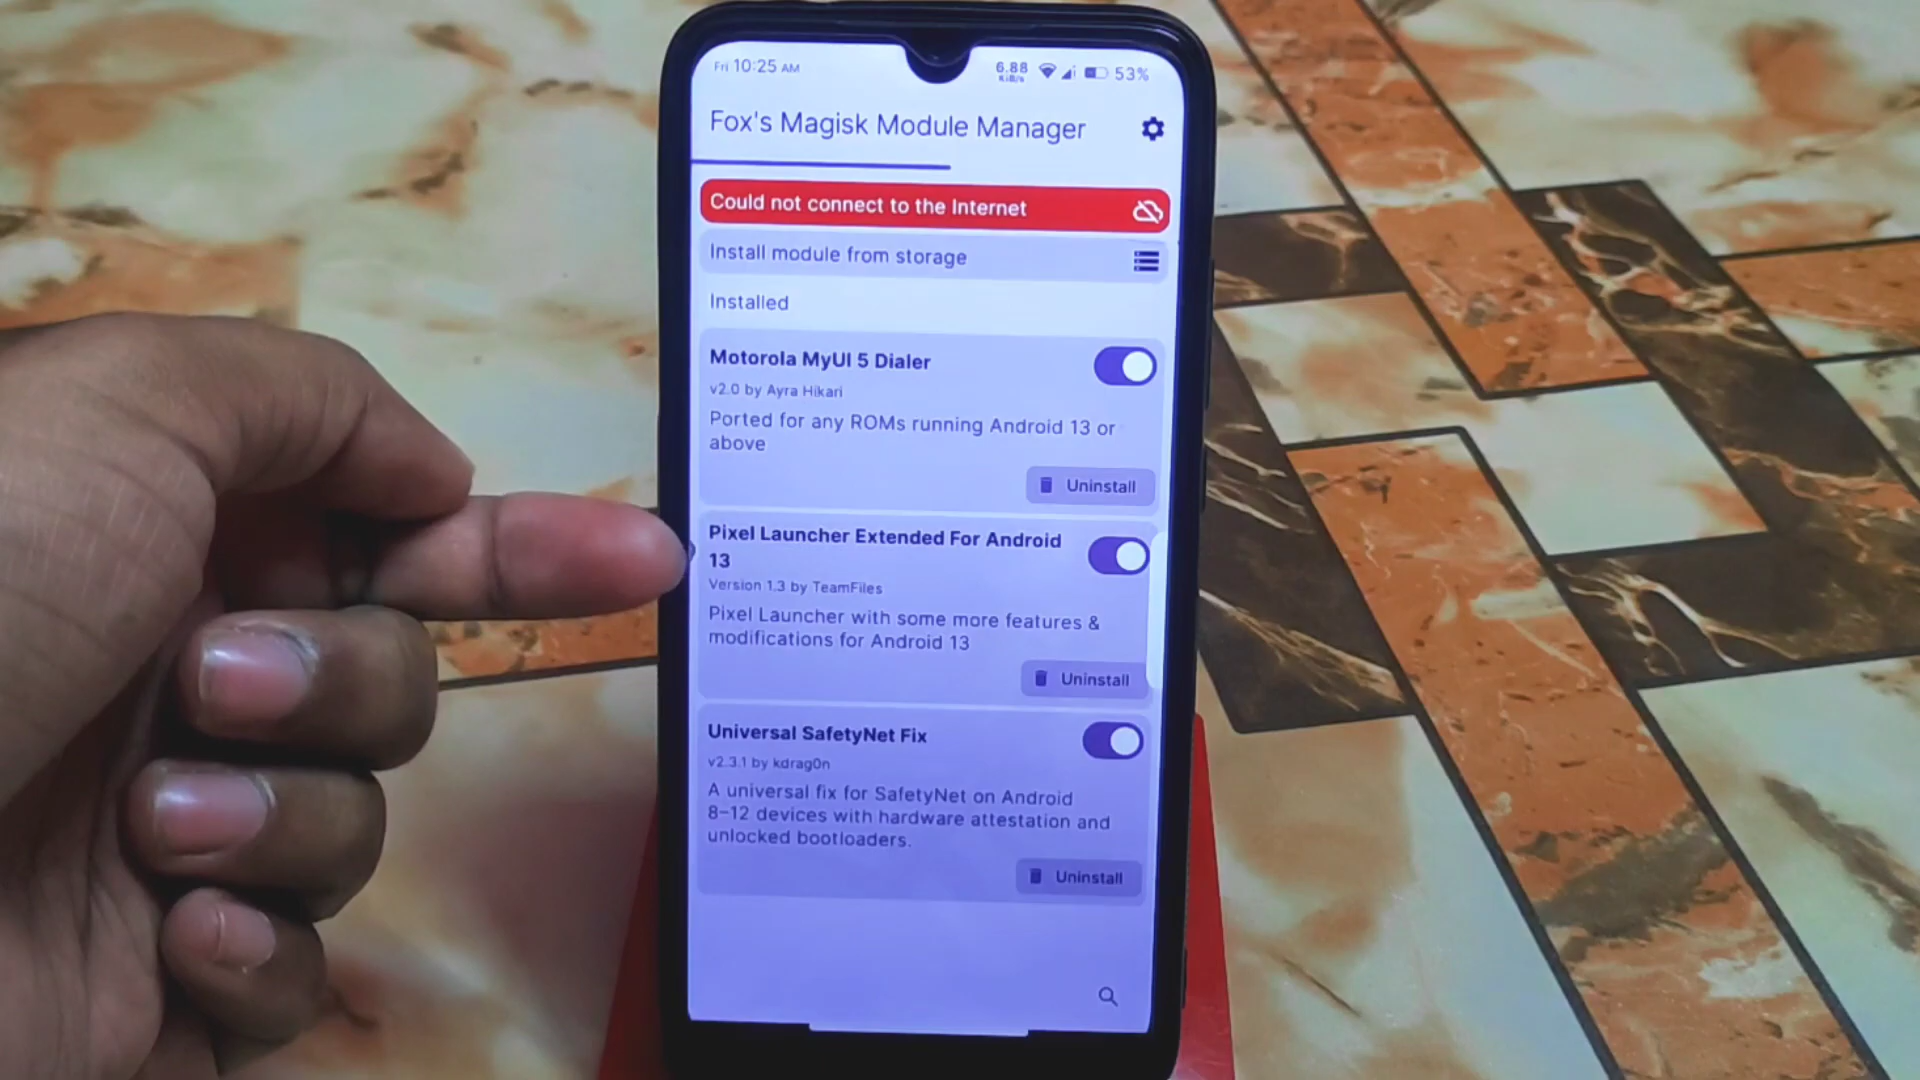 Fri 10:25 AM
6.88
KiB/s
53%
Fox's Magisk Module Manager
Could not connect to the Internet
Install module from storage
Installed
Motorola MyUI 5 Dialer
v2.0 by Ayra Hikari
Ported for any ROMs running Android 13 or
above
Uninstall
Pixel Launcher Extended For Android
13
Version 1.3 by TeamFiles
Pixel Launcher with some more features &
modifications for Android 13
Uninstall
Universal SafetyNet Fix
v2.3.1 by kdrag0n
A universal fix for SafetyNet on Android
8–12 devices with hardware attestation and
unlocked bootloaders.
Uninstall